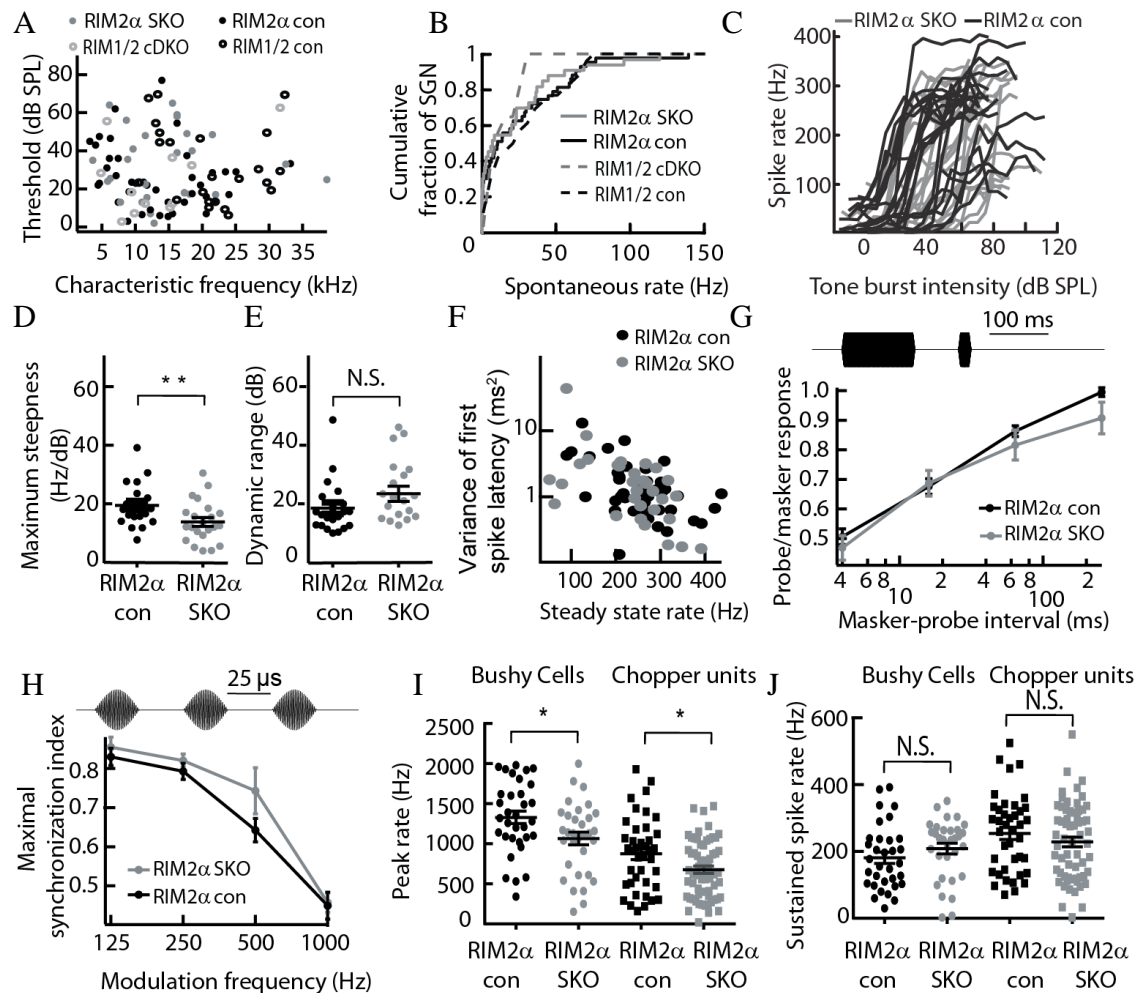 A
RIM2α SKO
RIM2α con
RIM1/2 cDKO
RIM1/2 con
Threshold (dB SPL)
80
60
40
20
0
5 10 15 20 25 30 35
Characteristic frequency (kHz)
B
Cumulative
fraction of SGN
1
0.8
0.6
0.4
0.2
0
50 100 150
RIM2α SKO
RIM2α con
RIM1/2 cDKO
RIM1/2 con
Spontaneous rate (Hz)
C
RIM2α SKO
RIM2α con
Spike rate (Hz)
400
300
200
100
0 40 80 120
Tone burst intensity (dB SPL)
D
Maximum steepness
(Hz/dB)
60
40
20
0
* *
RIM2α
con
RIM2α
SKO
E
Dynamic range (dB)
60
40
20
0
N.S.
RIM2α
con
RIM2α
SKO
F
RIM2α con
RIM2α SKO
Variance of first
spike latency (ms²)
10
1
100 200 300 400
Steady state rate (Hz)
G
100 ms
Probe/masker response
1.0
0.9
0.8
0.7
0.6
0.5
RIM2α con
RIM2α SKO
4 6 8 10 2 4 6 8 100 2
Masker-probe interval (ms)
H
25 µs
Maximal
synchronization index
0.8
0.7
0.6
0.5
RIM2α SKO
RIM2α con
125 250 500 1000
Modulation frequency (Hz)
I
Bushy Cells
Chopper units
Peak rate (Hz)
2500
2000
1500
1000
500
0
*
*
RIM2α
con
RIM2α
SKO
RIM2α
con
RIM2α
SKO
J
Bushy Cells
Chopper units
Sustained spike rate (Hz)
600
400
200
0
N.S.
N.S.
RIM2α
con
RIM2α
SKO
RIM2α
con
RIM2α
SKO